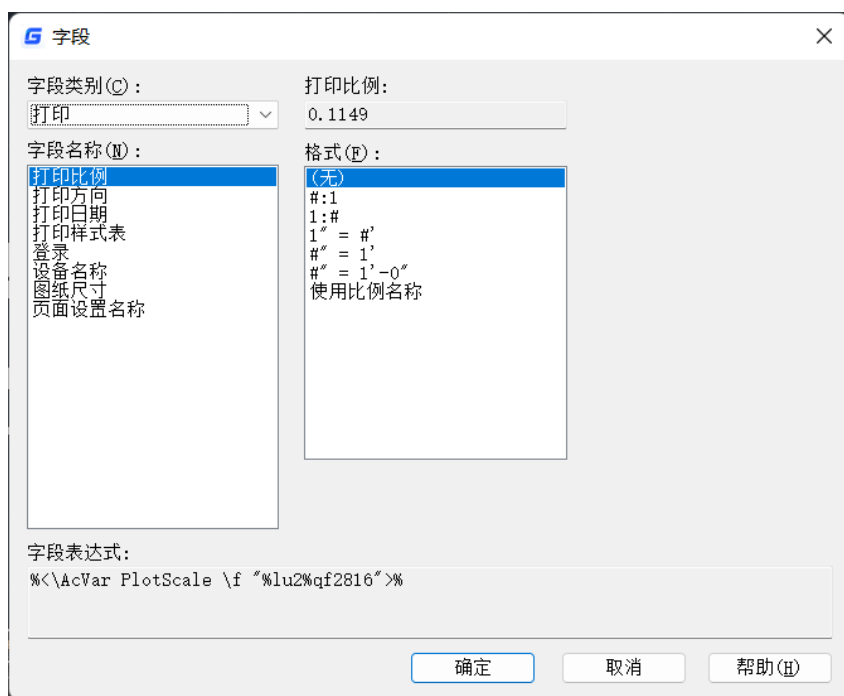 字段
字段类别(C):
打印
字段名称(N):
打印比例
打印方向
打印日期
打印样式表
登录
设备名称
图纸尺寸
页面设置名称
打印比例:
0.1149
格式(F):
(无)
#:1
1:#
1" = #'
#" = 1'
#" = 1'-0"
使用比例名称
字段表达式:
%<\AcVar PlotScale \f "%lu2%qf2816">%
确定
取消
帮助(H)